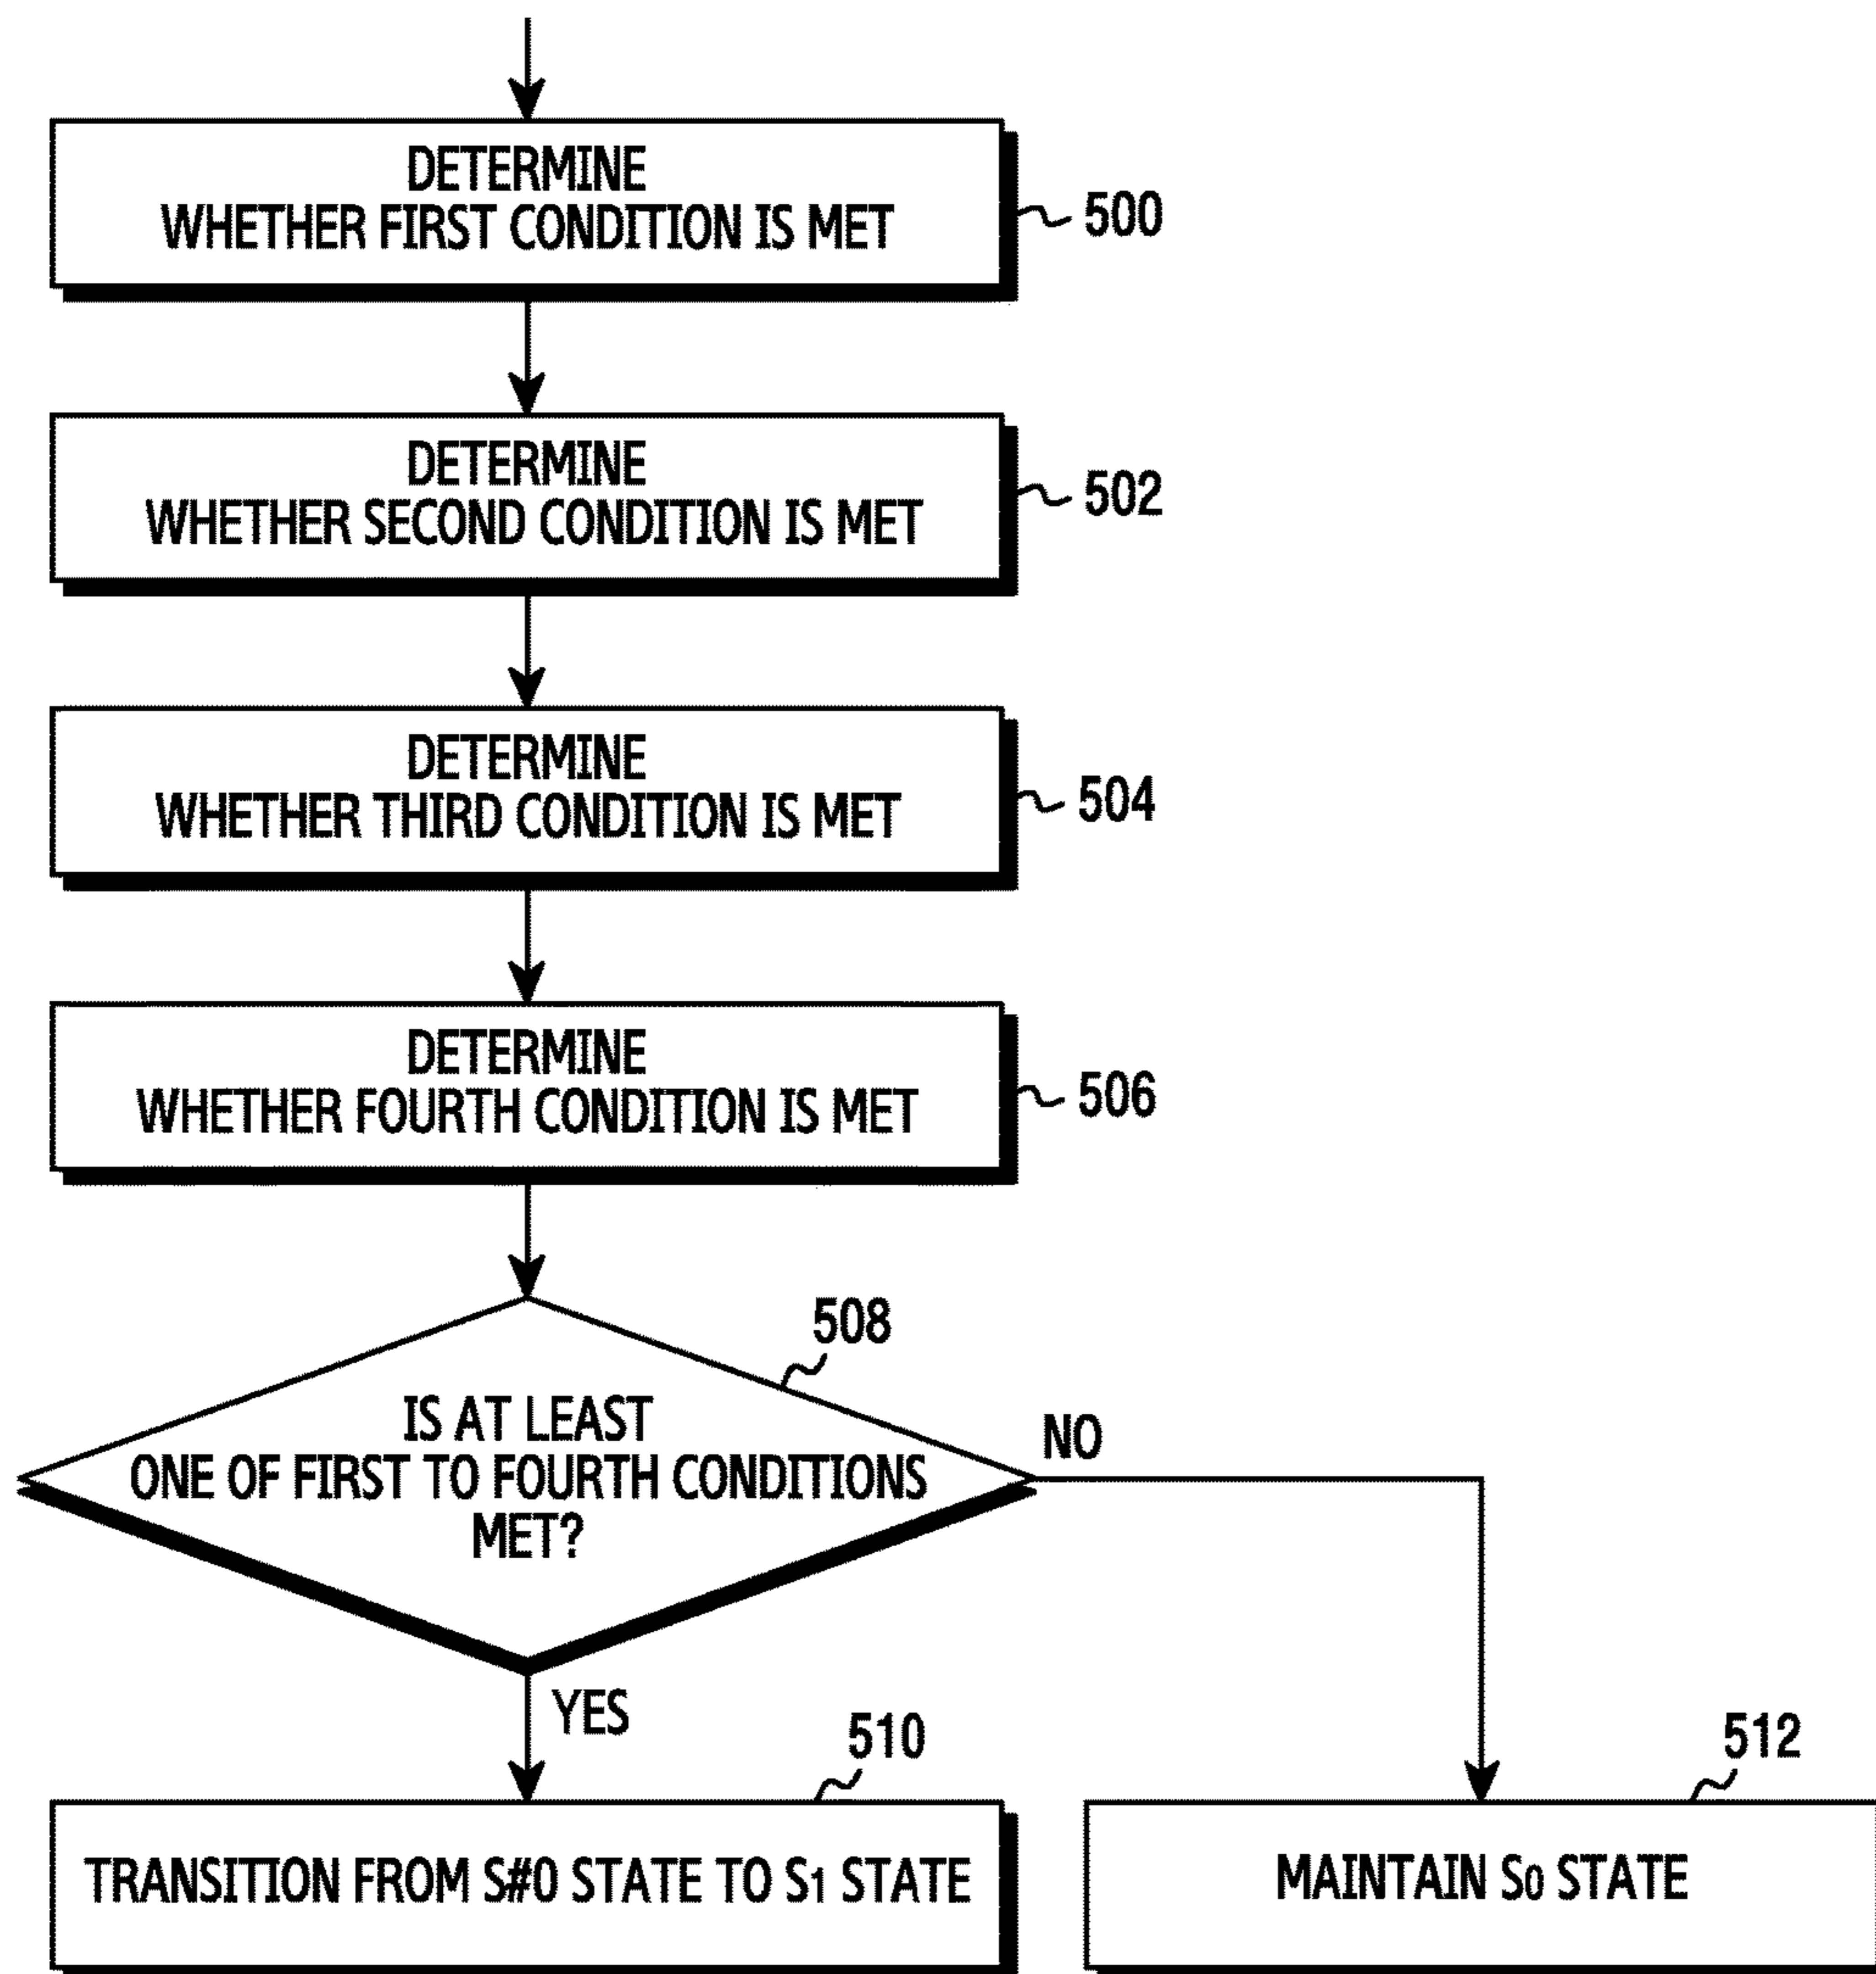 DETERMINE
WHETHER FIRST CONDITION IS MET
500
DETERMINE
WHETHER SECOND CONDITION IS MET
502
DETERMINE
WHETHER THIRD CONDITION IS MET
504
DETERMINE
WHETHER FOURTH CONDITION IS MET
506
508
IS AT LEAST
ONE OF FIRST TO FOURTH CONDITIONS
MET?
NO
YES
510
TRANSITION FROM S#0 STATE TO S1 STATE
512
MAINTAIN S0 STATE